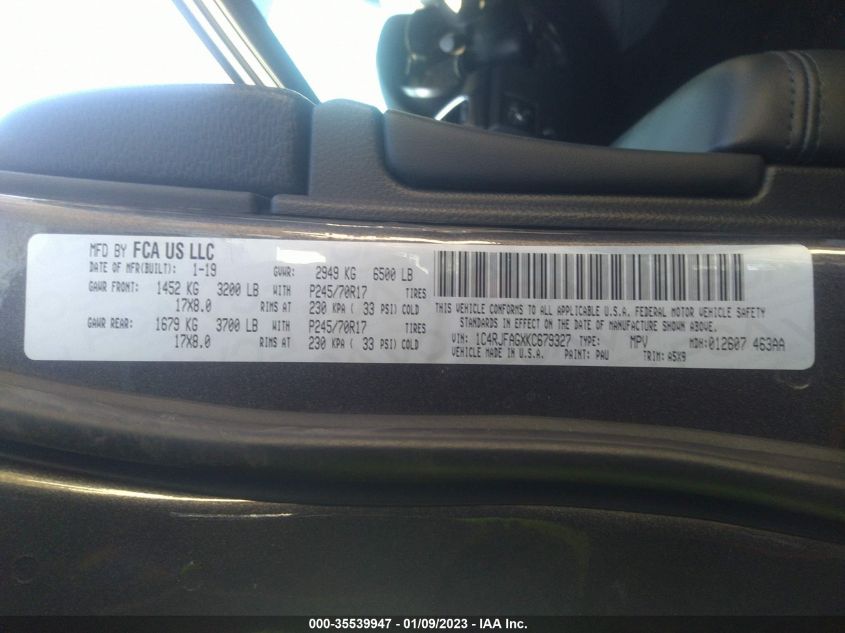 MFD BY FCA US LLC
DATE OF MFR(BUILT): 1-19 GVWR: 2949 KG 6500 LB
GAWR FRONT: 1452 KG 3200 LB WITH P245/70R17 TIRES
17X8.0 RIMS AT 230 KPA ( 33 PSI) COLD
GAWR REAR: 1679 KG 3700 LB WITH P245/70R17 TIRES
17X8.0 RIMS AT 230 KPA ( 33 PSI) COLD
THIS VEHICLE CONFORMS TO ALL APPLICABLE U.S.A. FEDERAL MOTOR VEHICLE SAFETY
STANDARDS IN EFFECT ON THE DATE OF MANUFACTURE SHOWN ABOVE.
VIN: 1C4RJFAGXKC679327 TYPE: MPV MDH: 012607 463AA
VEHICLE MADE IN U.S.A. PAINT: PAU TRIM: A5X9
000-35539947 - 01/09/2023 - IAA Inc.